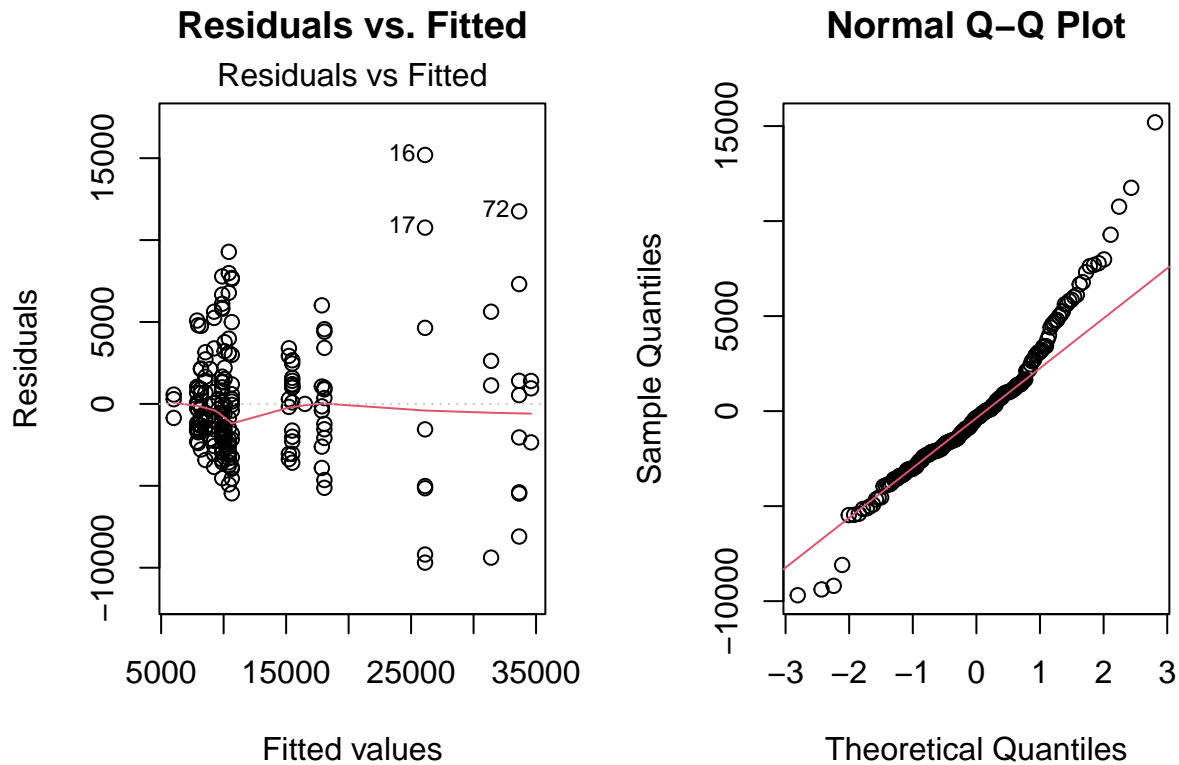 Residuals vs. Fitted
Residuals vs Fitted
Residuals
15000
5000
0
−10000
16
17
72
5000 15000 25000 35000
Fitted values
Normal Q−Q Plot
Sample Quantiles
15000
5000
0
−10000
−3 −2 −1 0 1 2 3
Theoretical Quantiles